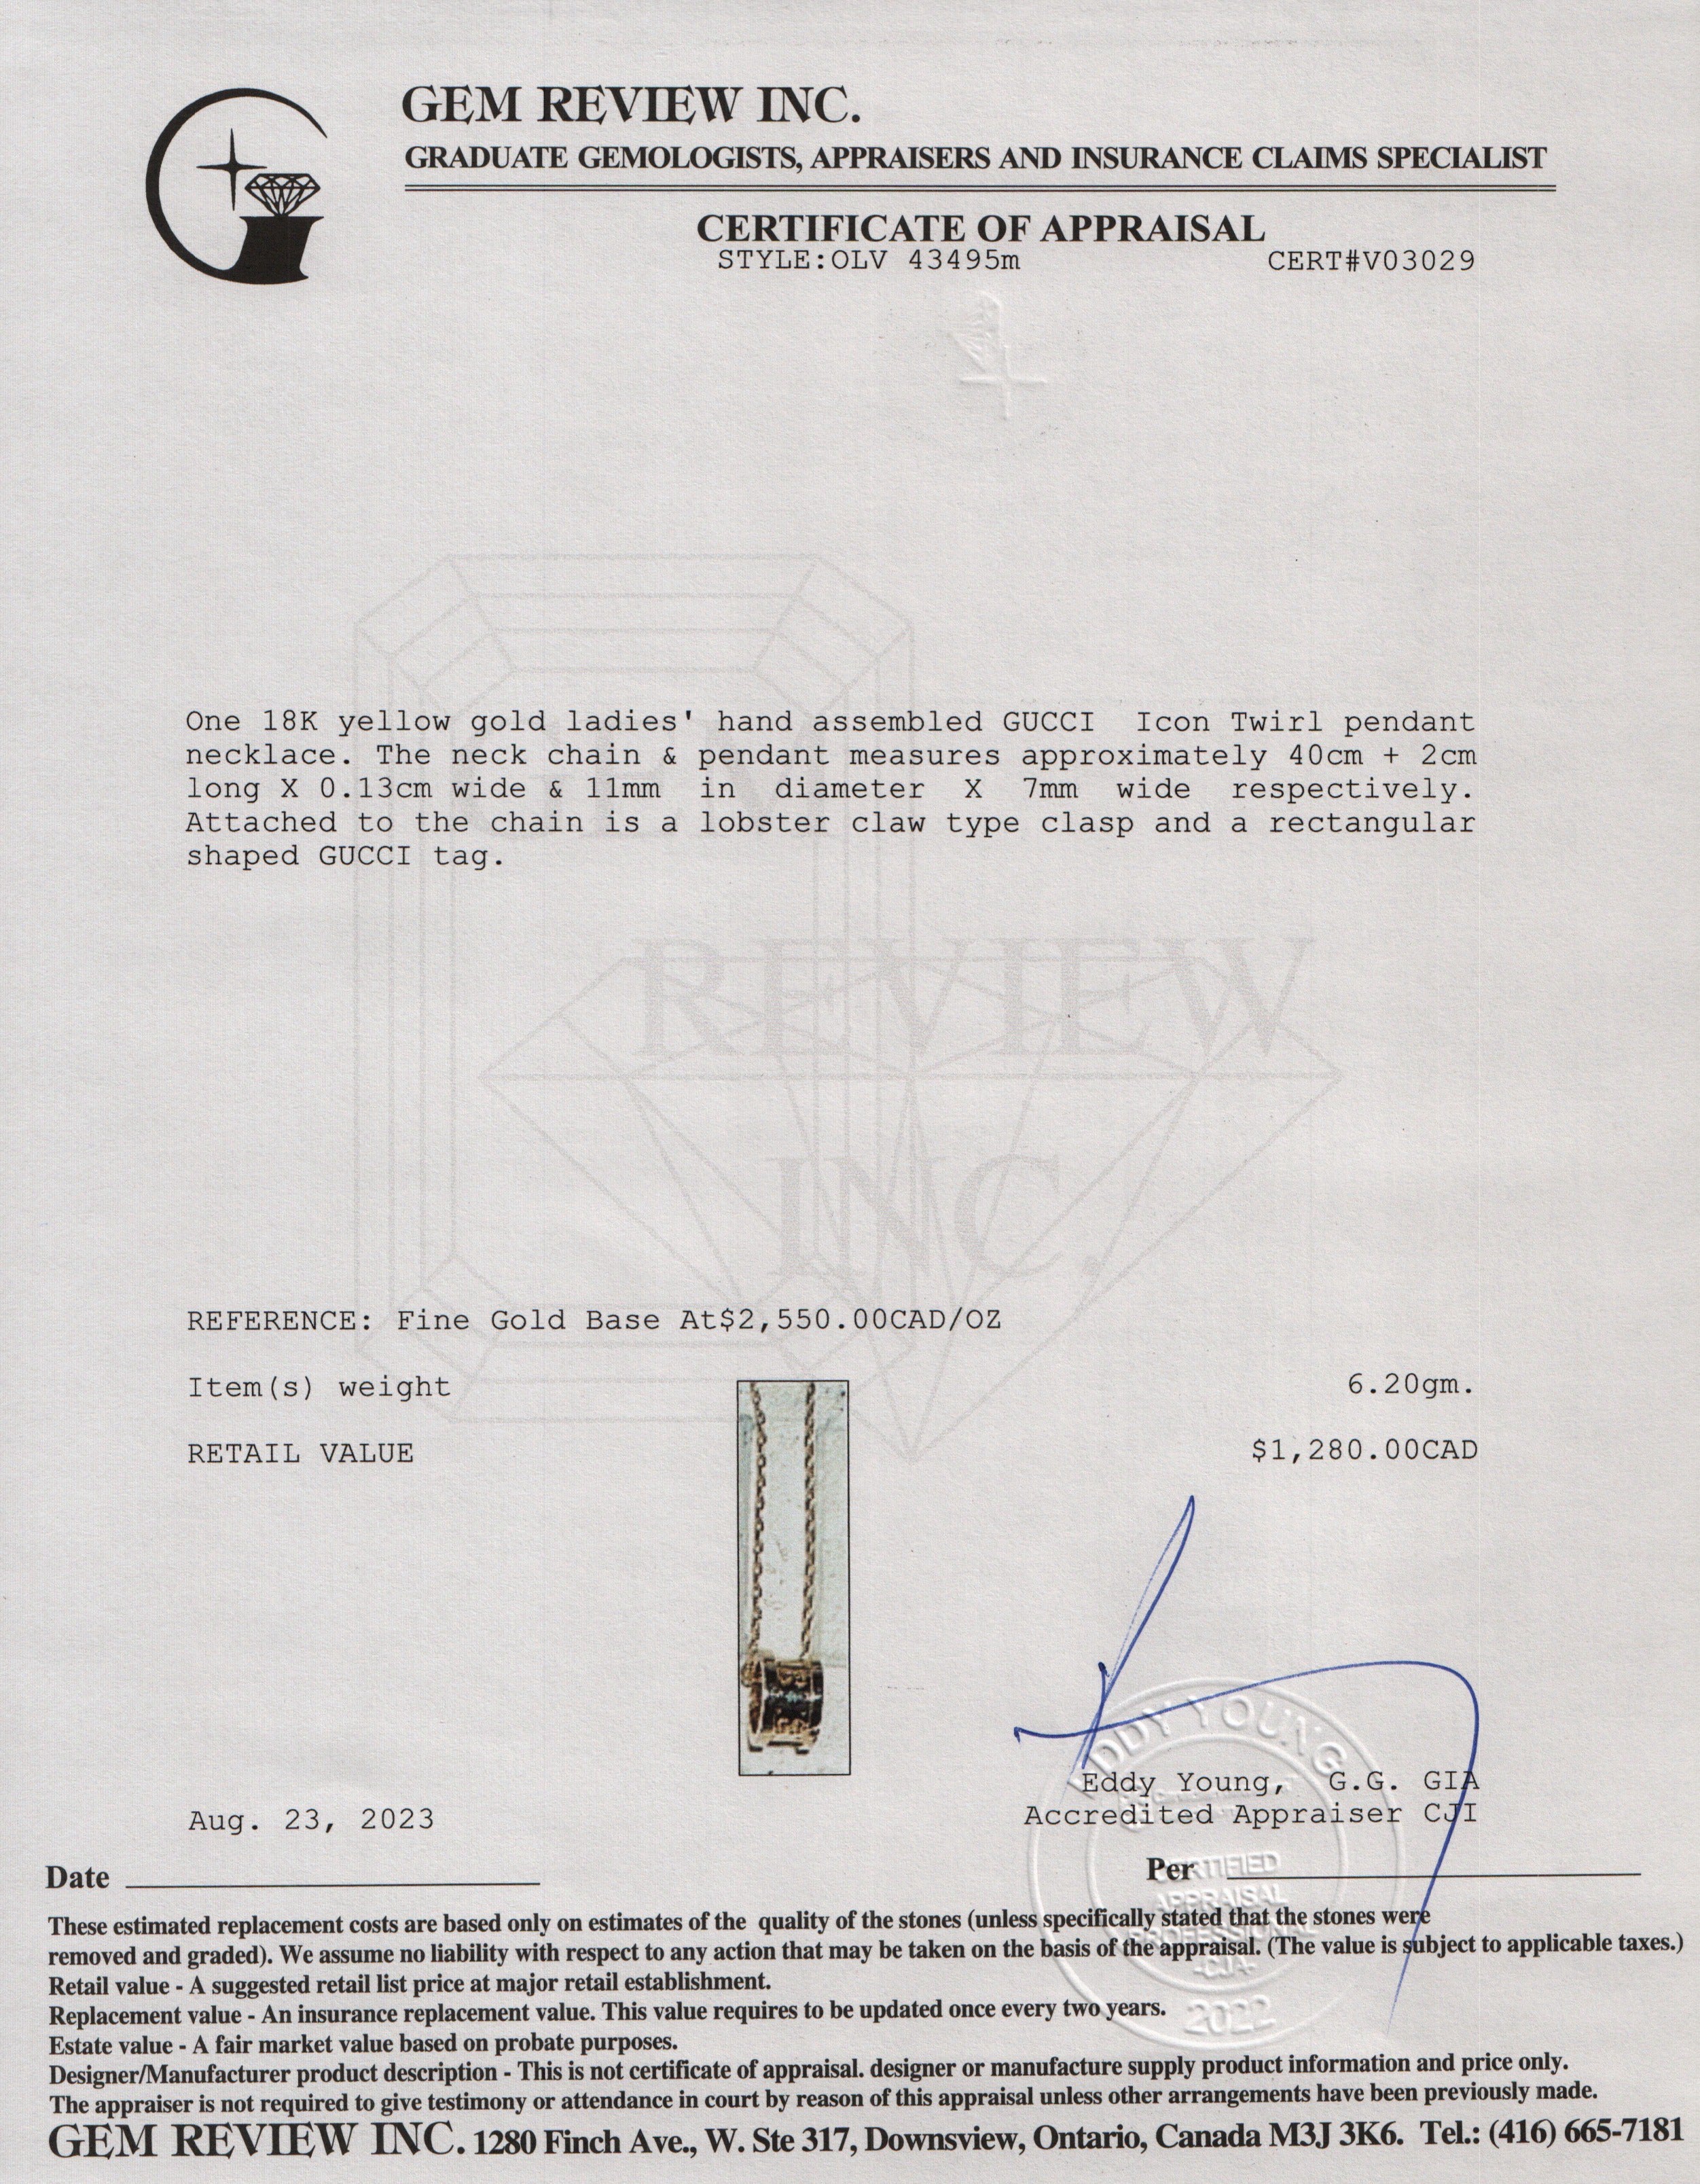 GEM REVIEW INC.
GRADUATE GEMOLOGISTS, APPRAISERS AND INSURANCE CLAIMS SPECIALIST
CERTIFICATE OF APPRAISAL
STYLE:OLV 43495m CERT#V03029
One 18K yellow gold ladies' hand assembled GUCCI Icon Twirl pendant
necklace. The neck chain & pendant measures approximately 40cm + 2cm
long X 0.13cm wide & 11mm in diameter X 7mm wide respectively.
Attached to the chain is a lobster claw type clasp and a rectangular
shaped GUCCI tag.
REVIEW
INC.
REFERENCE: Fine Gold Base At$2,550.00CAD/OZ
Item(s) weight 6.20gm.
RETAIL VALUE $1,280.00CAD
EDDY YOUNG
Eddy Young, G.G. GIA
Aug. 23, 2023 Accredited Appraiser CJI
Date Per
CERTIFIED
APPRAISAL
PROFESSIONAL
-CJA-
2022
These estimated replacement costs are based only on estimates of the quality of the stones (unless specifically stated that the stones were
removed and graded). We assume no liability with respect to any action that may be taken on the basis of the appraisal. (The value is subject to applicable taxes.)
Retail value - A suggested retail list price at major retail establishment.
Replacement value - An insurance replacement value. This value requires to be updated once every two years.
Estate value - A fair market value based on probate purposes.
Designer/Manufacturer product description - This is not certificate of appraisal. designer or manufacture supply product information and price only.
The appraiser is not required to give testimony or attendance in court by reason of this appraisal unless other arrangements have been previously made.
GEM REVIEW INC. 1280 Finch Ave., W. Ste 317, Downsview, Ontario, Canada M3J 3K6. Tel.: (416) 665-7181